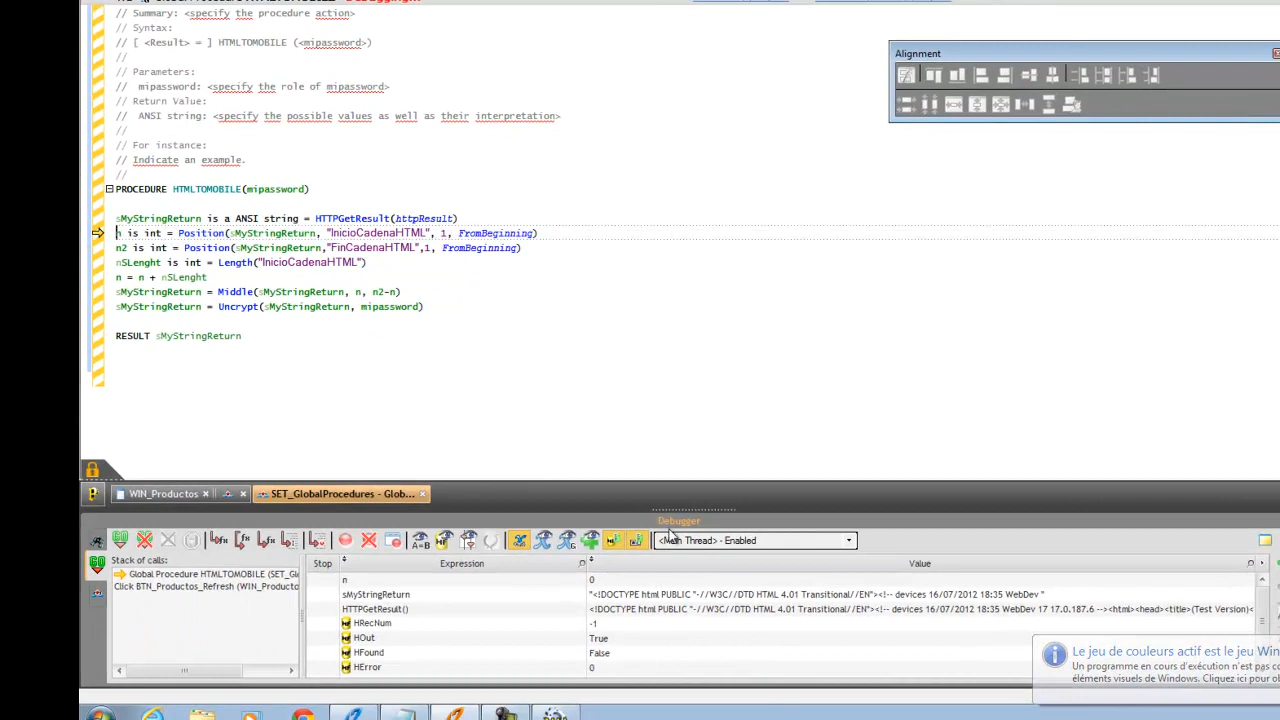 // Summary: <specify the procedure action>
// Syntax:
// [ <Result> = ] HTMLTOMOBILE (<mipassword>)
//
// Parameters:
// mipassword: <specify the role of mipassword>
// Return Value:
// ANSI string: <specify the possible values as well as their interpretation>
//
// For instance:
// Indicate an example.
//
PROCEDURE HTMLTOMOBILE(mipassword)
sMyStringReturn is a ANSI string = HTTPGetResult(httpResult)
n is int = Position(sMyStringReturn, "InicioCadenaHTML", 1, FromBeginning)
n2 is int = Position(sMyStringReturn,"FinCadenaHTML",1, FromBeginning)
nSLenght is int = Length("InicioCadenaHTML")
n = n + nSLenght
sMyStringReturn = Middle(sMyStringReturn, n, n2-n)
sMyStringReturn = Uncrypt(sMyStringReturn, mipassword)
RESULT sMyStringReturn
Alignment
WIN_Productos
SET_GlobalProcedures - Glob...
Debugger
<Main Thread> - Enabled
Stack of calls:
Global Procedure HTMLTOMOBILE (SET_Gl
Click BTN_Productos_Refresh (WIN_Productos
Stop Expression Value
n 0
sMyStringReturn "<!DOCTYPE html PUBLIC "-//W3C//DTD HTML 4.01 Transitional//EN"><!-- devices 16/07/2012 18:35 WebDev "
HTTPGetResult() <!DOCTYPE html PUBLIC "-//W3C//DTD HTML 4.01 Transitional//EN"><!-- devices 16/07/2012 18:35 WebDev 17 17.0.187.6 --><html><head><title>(Test Version)<
HRecNum -1
HOut True
HFound False
HError 0
Le jeu de couleurs actif est le jeu Win
Un programme en cours d'exécution n'est pas co
éléments visuels de Windows. Cliquez ici pour ob